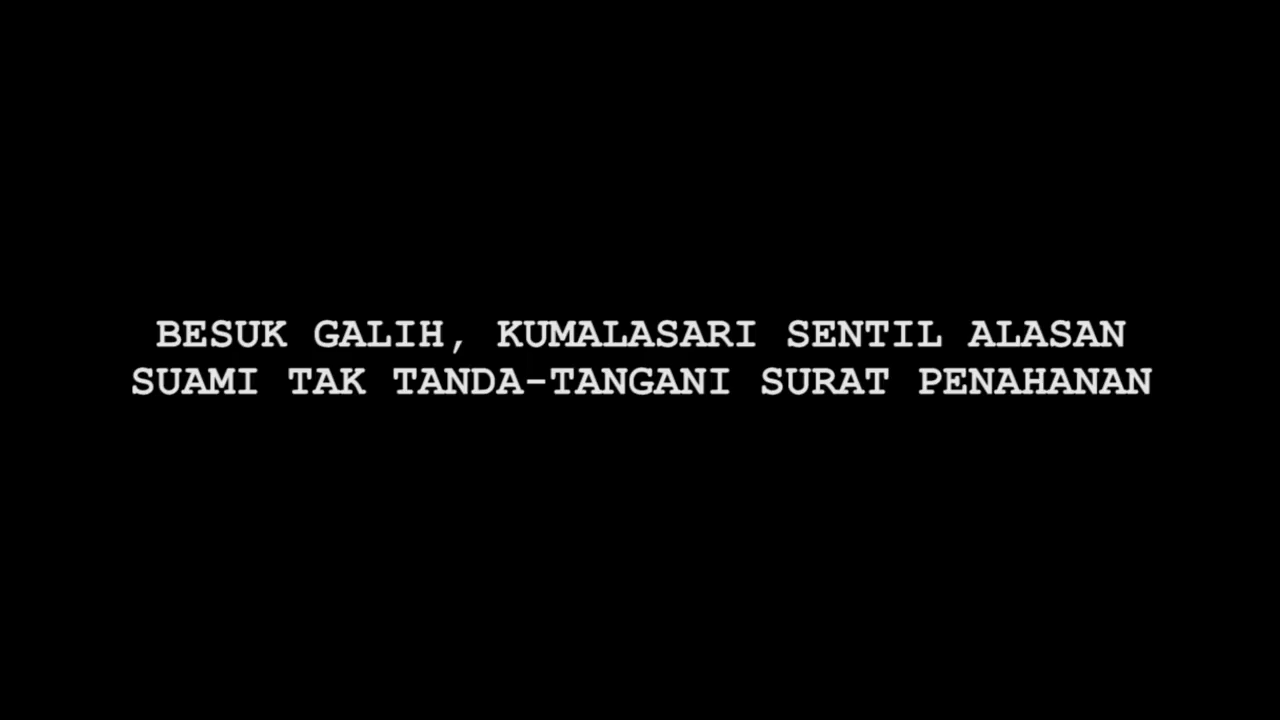 BESUK GALIH, KUMALASARI SENTIL ALASAN
SUAMI TAK TANDA-TANGANI SURAT PENAHANAN